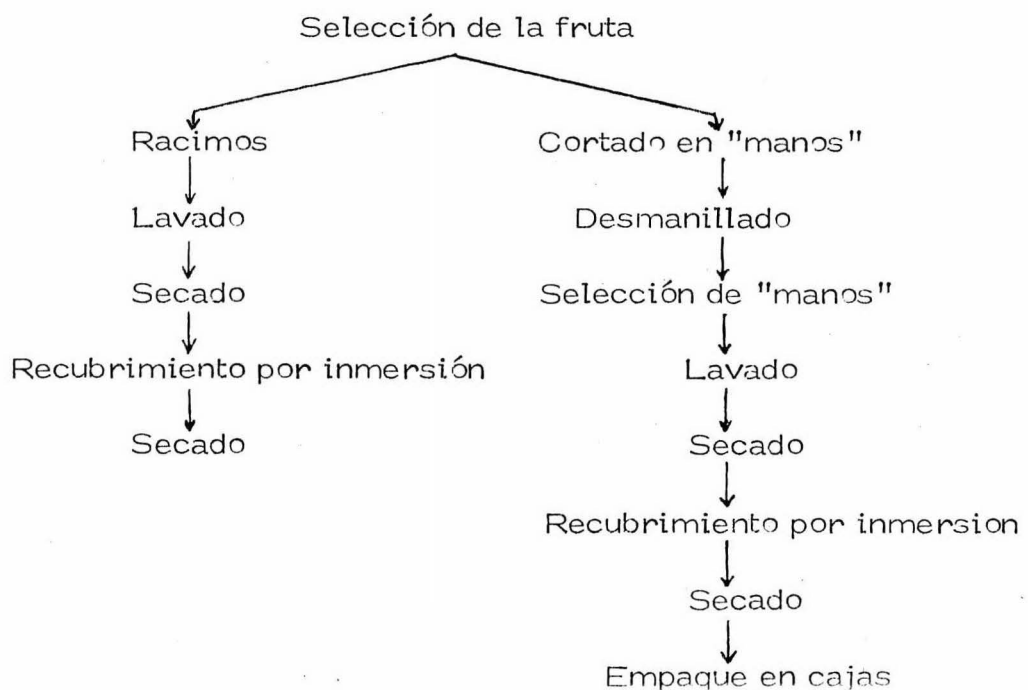 Selección de la fruta
Racimos
Lavado
Secado
Recubrimiento por inmersión
Secado
Cortado en "manos"
Desmanillado
Selección de "manos"
Lavado
Secado
Recubrimiento por inmersion
Secado
Empaque en cajas